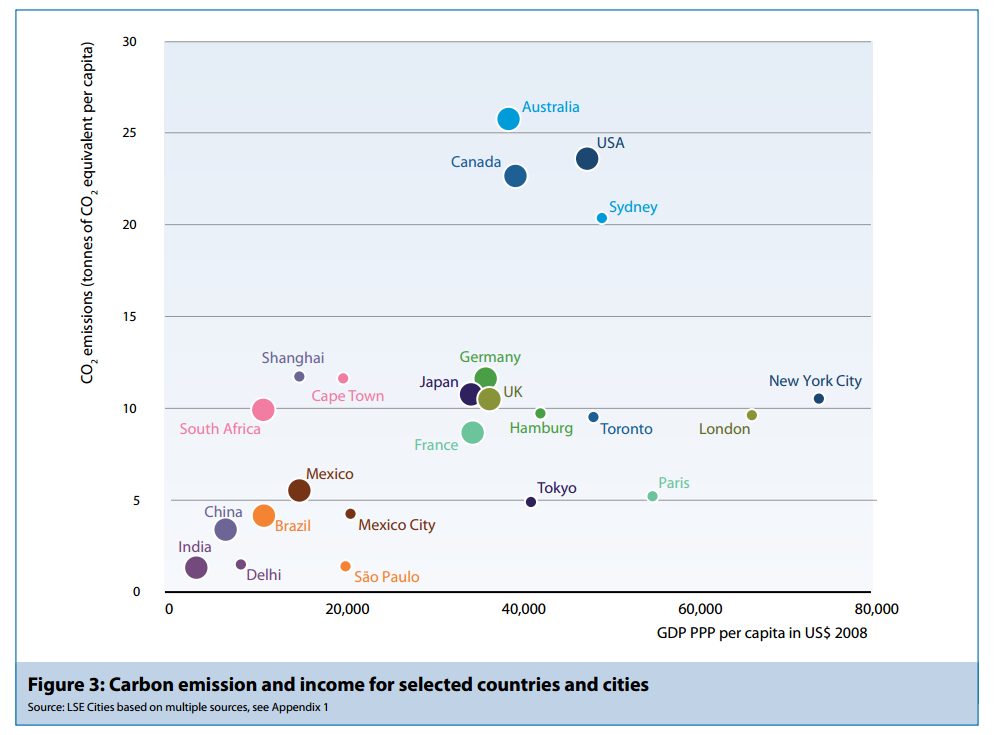 CO2 emissions (tonnes of CO2 equivalent per capita)
30
25
20
15
10
5
0
Australia
USA
Canada
Sydney
Shanghai
Germany
Japan
Cape Town
UK
New York City
South Africa
Hamburg
Toronto
London
France
Mexico
Tokyo
Paris
China
Brazil
Mexico City
India
Delhi
São Paulo
0 20,000 40,000 60,000 80,000
GDP PPP per capita in US$ 2008
Figure 3: Carbon emission and income for selected countries and cities
Source: LSE Cities based on multiple sources, see Appendix 1